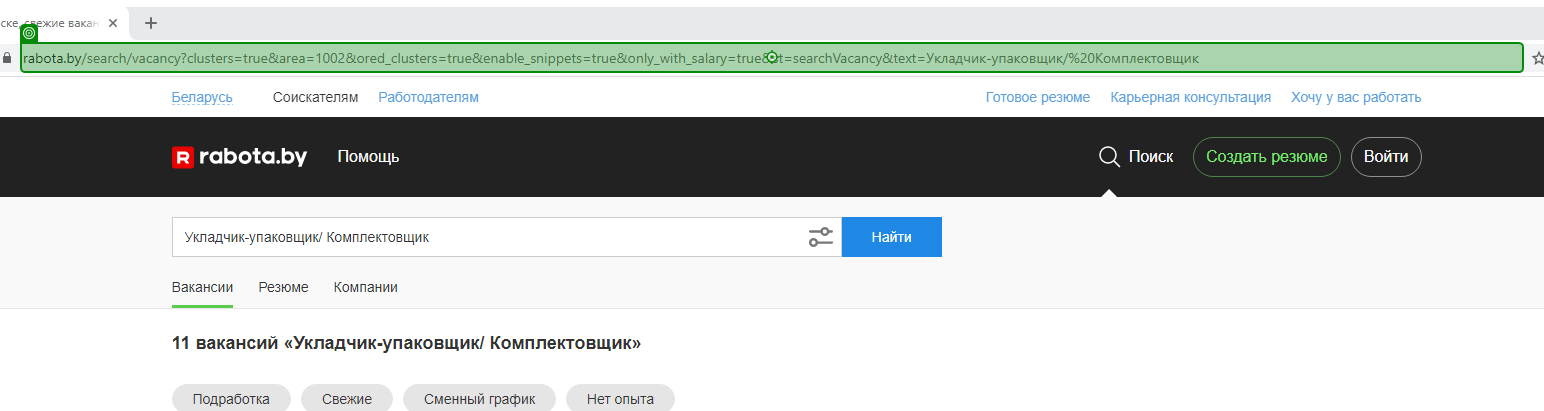 ске, свежие вакан
rabota.by/search/vacancy?clusters=true&area=1002&ored_clusters=true&enable_snippets=true&only_with_salary=true&st=searchVacancy&text=Укладчик-упаковщик/%20Комплектовщик
Беларусь Соискателям Работодателям Готовое резюме Карьерная консультация Хочу у вас работать
R rabota.by Помощь Поиск Создать резюме Войти
Укладчик-упаковщик/ Комплектовщик Найти
Вакансии Резюме Компании
11 вакансий «Укладчик-упаковщик/ Комплектовщик»
Подработка Свежие Сменный график Нет опыта